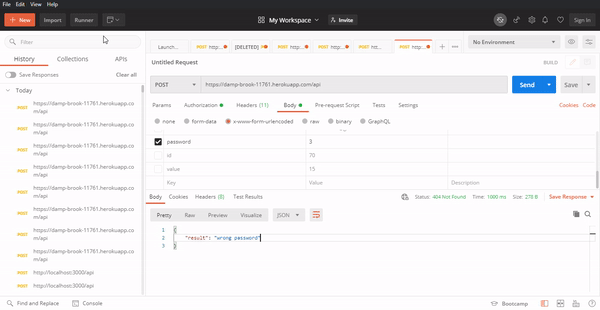 File Edit View Help
+ New Import Runner My Workspace Invite Sign In
Filter
History Collections APIs
Save Responses Clear all
Today
POST https://damp-brook-11761.herokuapp.com/api
POST https://damp-brook-11761.herokuapp.com/api
POST https://damp-brook-11761.herokuapp.com/api
POST https://damp-brook-11761.herokuapp.com/api
POST https://damp-brook-11761.herokuapp.com/api
POST https://damp-brook-11761.herokuapp.com/api
POST https://damp-brook-11761.herokuapp.com/api
POST https://damp-brook-11761.herokuapp.com/api
POST http://localhost:3000/api
POST http://localhost:3000/api
Launch... POST http... [DELETED] POST http... POST http... POST htt... POST http... + ... No Environment
Untitled Request BUILD
POST https://damp-brook-11761.herokuapp.com/api Send Save
Params Authorization Headers (11) Body Pre-request Script Tests Settings Cookies Code
none form-data x-www-form-urlencoded raw binary GraphQL
password 3
id 70
value 15
Key Value Description
Body Cookies Headers (8) Test Results Status: 404 Not Found Time: 1090 ms Size: 270 B Save Response
Pretty Raw Preview Visualize JSON
1 {
2 "result": "wrong password"
3 }
Find and Replace Console Bootcamp